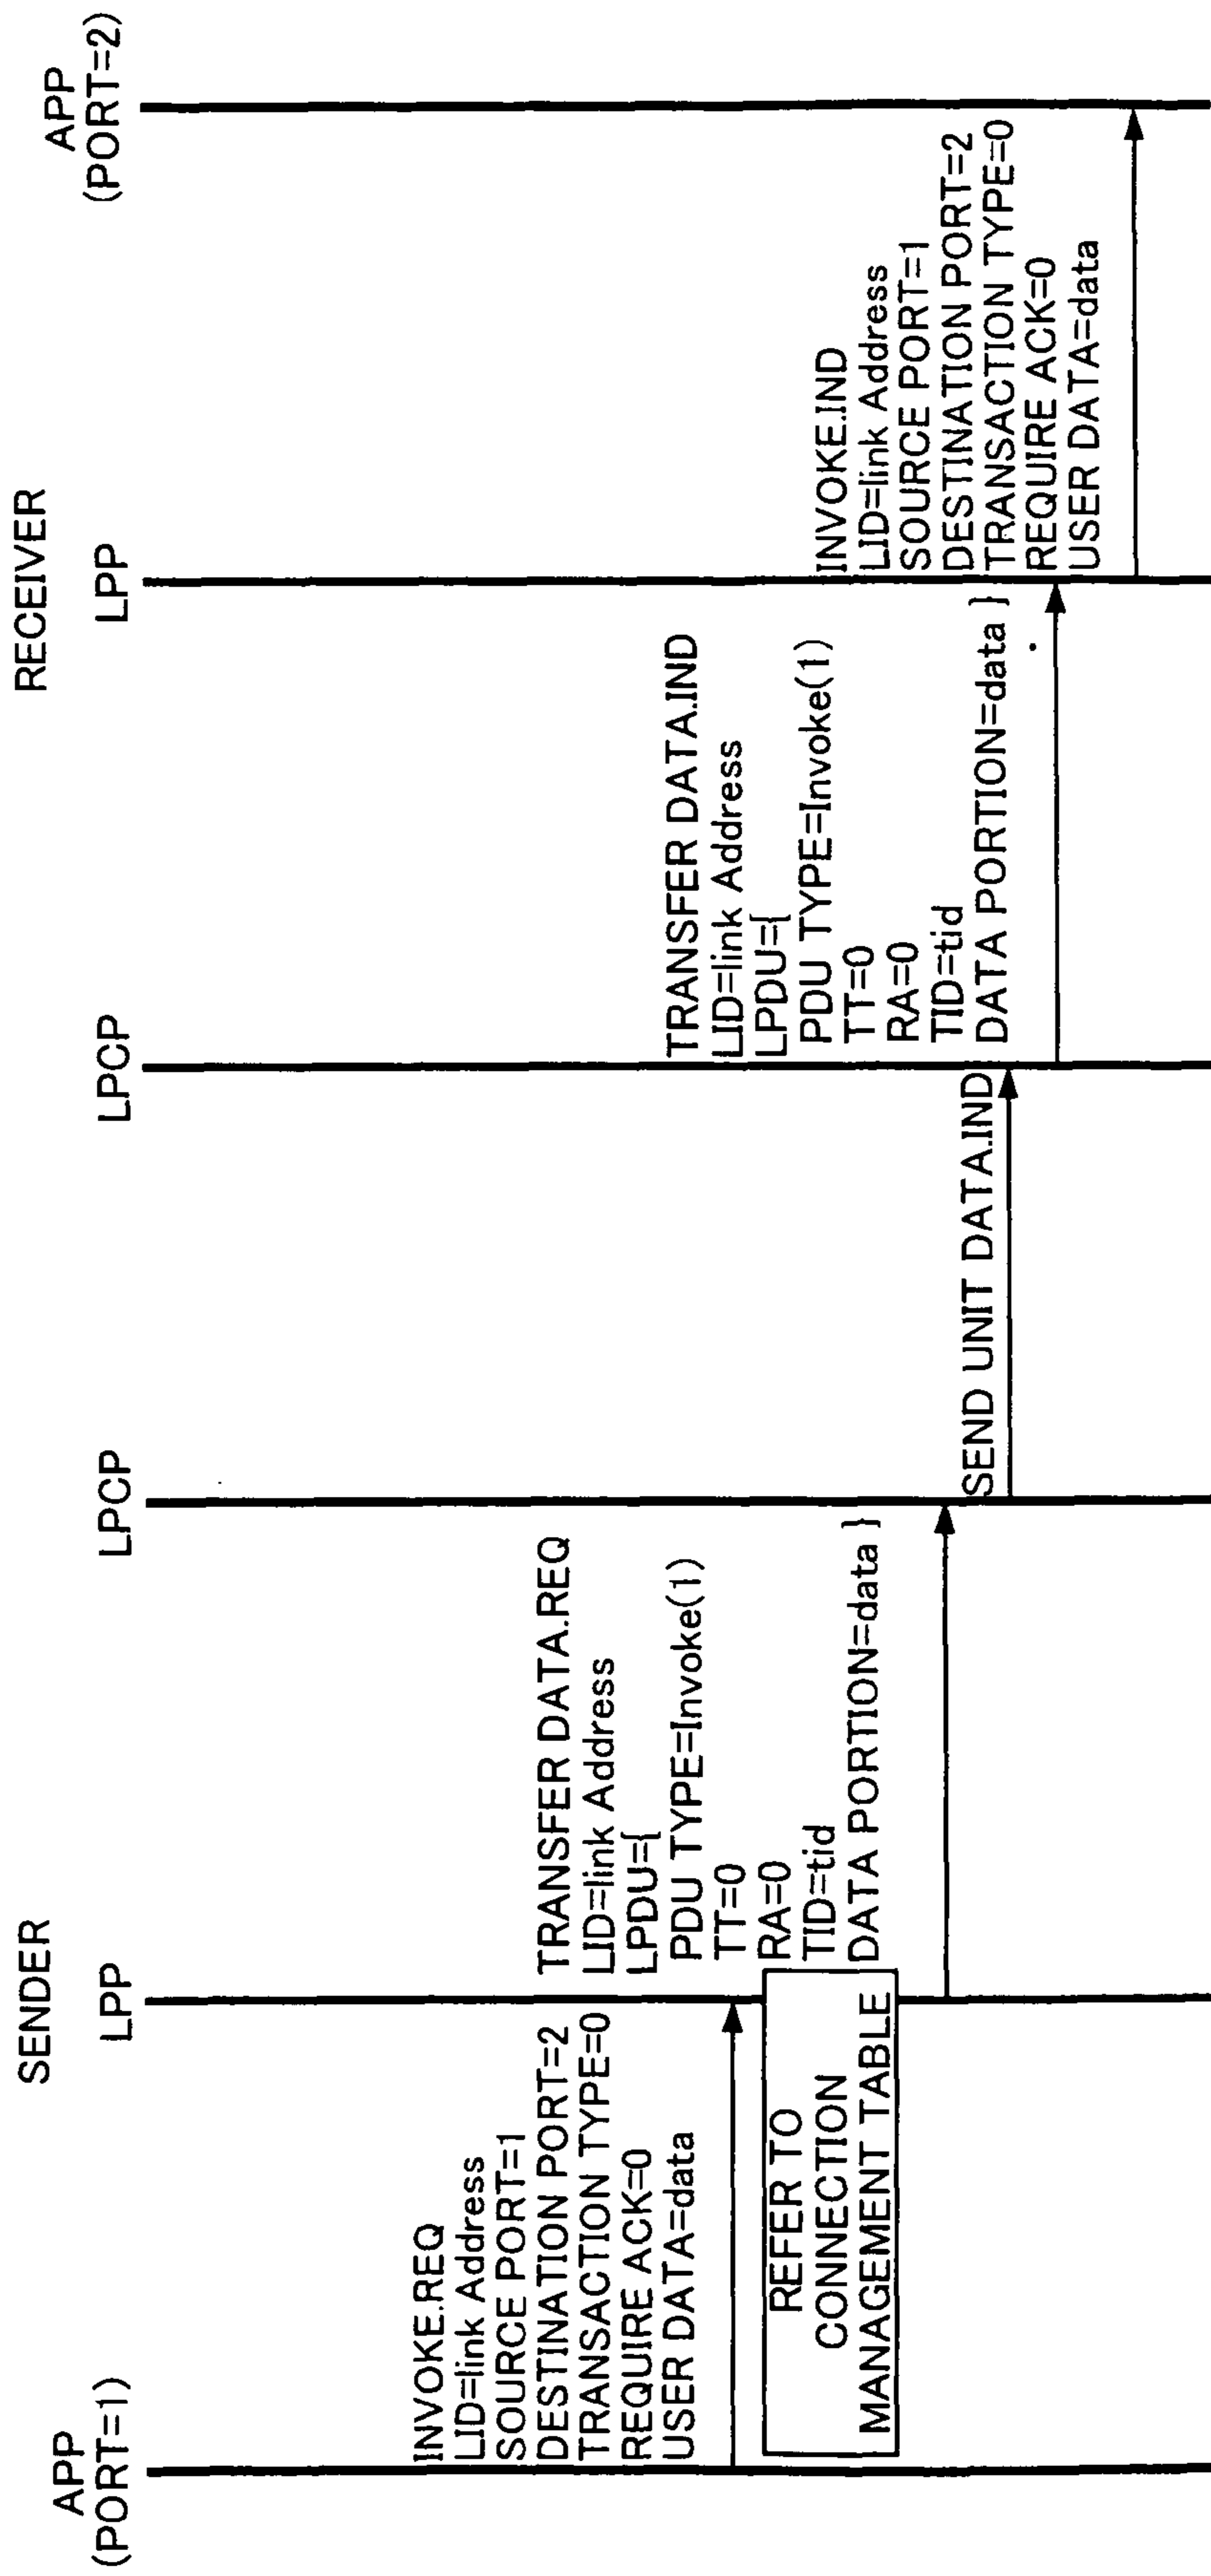 SENDER
RECEIVER
APP
(PORT=1)
LPP
LPCP
LPCP
LPP
APP
(PORT=2)
INVOKE.REQ
LID=link Address
SOURCE PORT=1
DESTINATION PORT=2
TRANSACTION TYPE=0
REQUIRE ACK=0
USER DATA=data
REFER TO
CONNECTION
MANAGEMENT TABLE
TRANSFER DATA.REQ
LID=link Address
LPDU={
PDU TYPE=Invoke(1)
TT=0
RA=0
TID=tid
DATA PORTION=data }
SEND UNIT DATA.IND
TRANSFER DATA.IND
LID=link Address
LPDU={
PDU TYPE=Invoke(1)
TT=0
RA=0
TID=tid
DATA PORTION=data }
INVOKE.IND
LID=link Address
SOURCE PORT=1
DESTINATION PORT=2
TRANSACTION TYPE=0
REQUIRE ACK=0
USER DATA=data